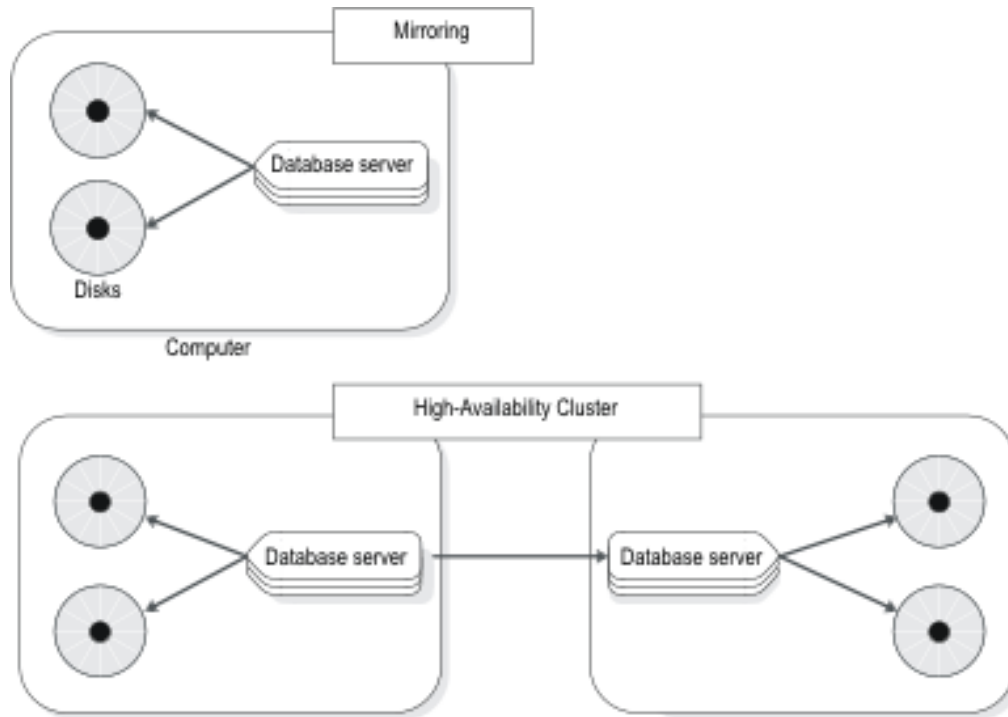 Mirroring
Database server
Disks
Computer
High-Availability Cluster
Database server
Database server